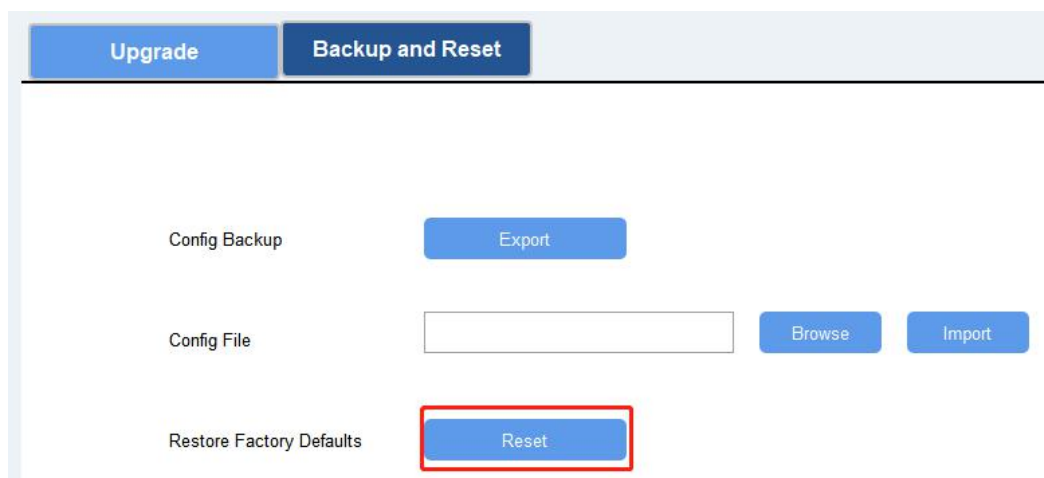 Upgrade
Backup and Reset
Config Backup
Export
Config File
Browse
Import
Restore Factory Defaults
Reset